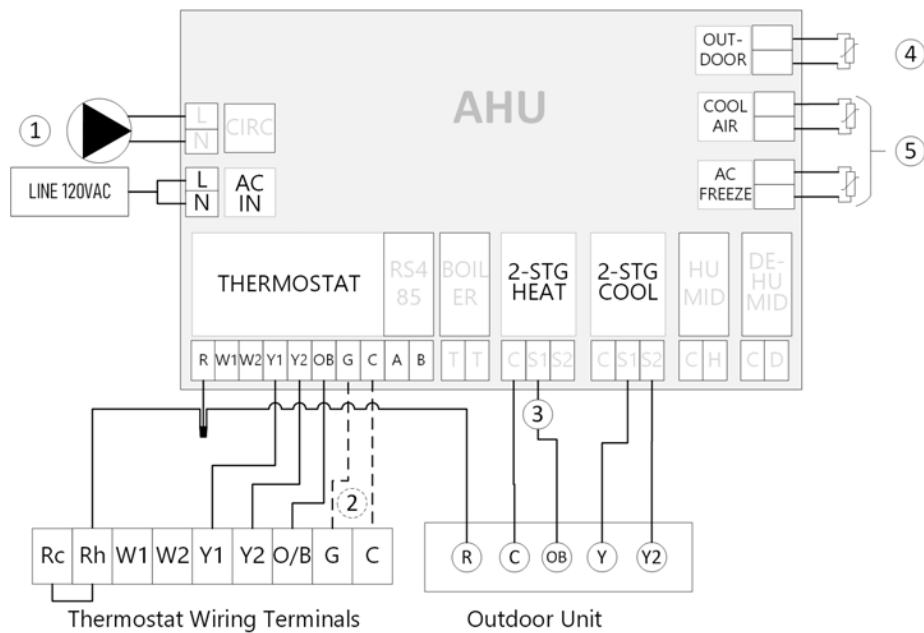 OUT-
DOOR
4
AHU
COOL
AIR
1
L
N
CIRC
5
LINE 120VAC
L
N
AC
IN
AC
FREEZE
THERMOSTAT
RS4
85
BOIL
ER
2-STG
HEAT
2-STG
COOL
HU
MID
DE-
HU
MID
R W1 W2 Y1 Y2 OB G C A B
T T
C S1 S2
C S1 S2
C H
C D
3
2
Rc Rh W1 W2 Y1 Y2 O/B G C
R C OB Y Y2
Thermostat Wiring Terminals
Outdoor Unit